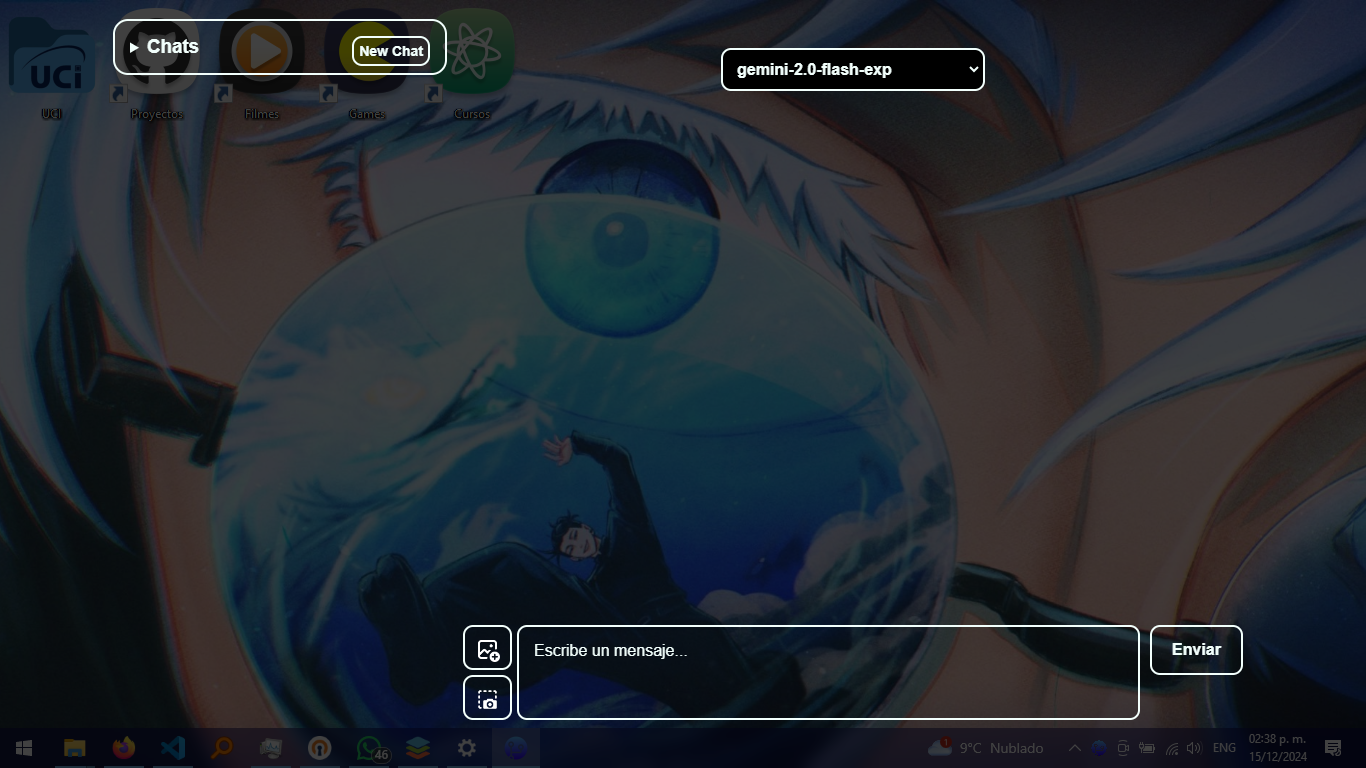 Chats
New Chat
gemini-2.0-flash-exp
UCi
UCI
Proyectos
Filmes
Games
Cursos
Escribe un mensaje...
Enviar
46
1
9°C Nublado
ENG
02:38 p. m.
15/12/2024